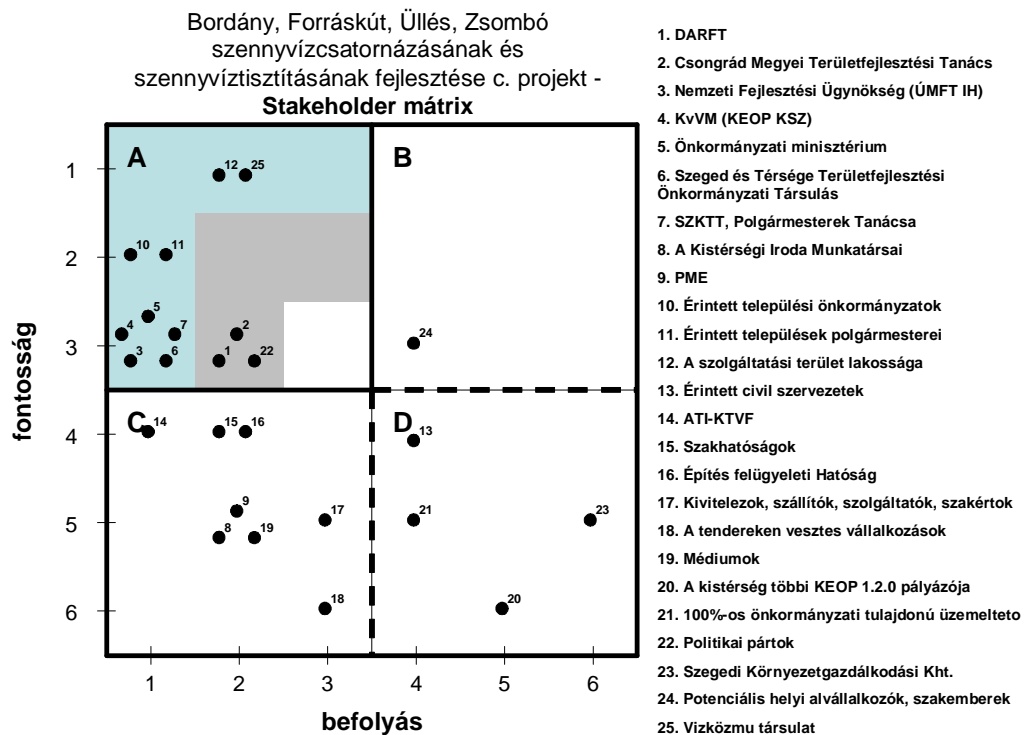 Bordány, Forráskút, Üllés, Zsombó
szennyvízcsatornázásának és
szennyvíztisztításának fejlesztése c. projekt -
Stakeholder mátrix
A
B
C
D
1
2
3
4
5
6
fontosság
12 25
10 11
5
4 7
3 6
2
1 22
24
14 15 16
13
9
8 19
17
21
23
18
20
1 2 3 4 5 6
befolyás
1. DARFT
2. Csongrád Megyei Területfejlesztési Tanács
3. Nemzeti Fejlesztési Ügynökség (ÚMFT IH)
4. KvVM (KEOP KSZ)
5. Önkormányzati minisztérium
6. Szeged és Térsége Területfejlesztési
Önkormányzati Társulás
7. SZKTT, Polgármesterek Tanácsa
8. A Kistérségi Iroda Munkatársai
9. PME
10. Érintett települési önkormányzatok
11. Érintett települések polgármesterei
12. A szolgáltatási terület lakossága
13. Érintett civil szervezetek
14. ATI-KTVF
15. Szakhatóságok
16. Építés felügyeleti Hatóság
17. Kivitelezok, szállítók, szolgáltatók, szakértok
18. A tendereken vesztes vállalkozások
19. Médiumok
20. A kistérség többi KEOP 1.2.0 pályázója
21. 100%-os önkormányzati tulajdonú üzemelteto
22. Politikai pártok
23. Szegedi Környezetgazdálkodási Kht.
24. Potenciális helyi alvállalkozók, szakemberek
25. Vizközmu társulat